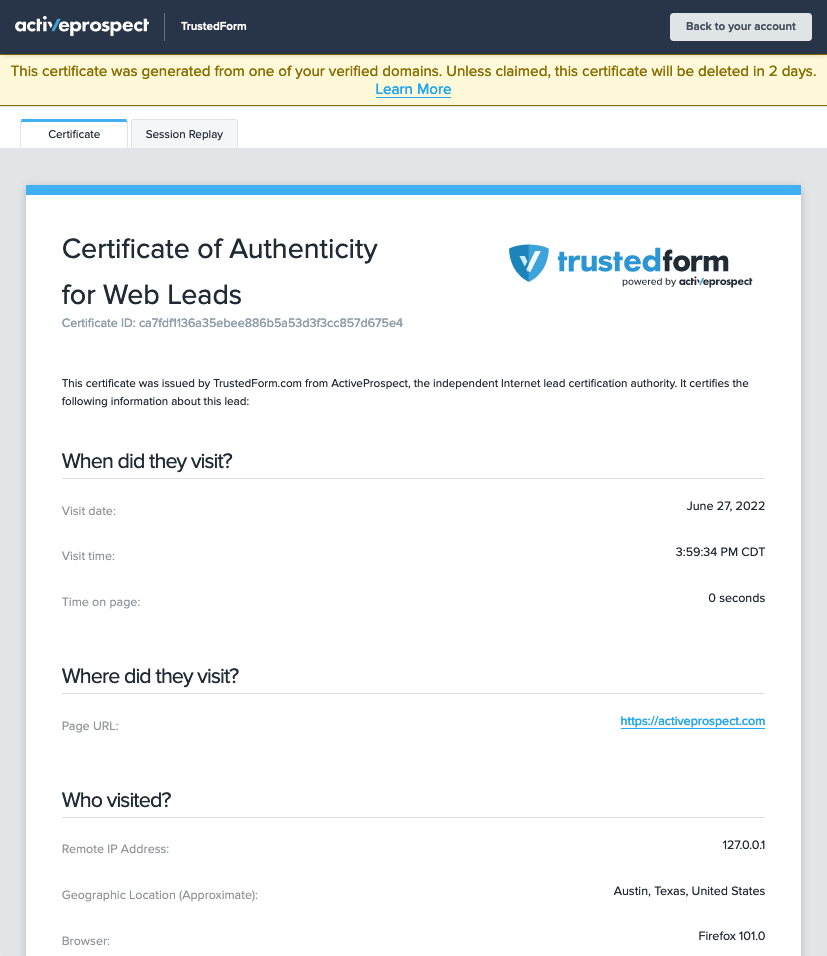 activeprospect TrustedForm Back to your account
This certificate was generated from one of your verified domains. Unless claimed, this certificate will be deleted in 2 days.
Learn More
Certificate Session Replay
Certificate of Authenticity
for Web Leads
trustedform
powered by activeprospect
Certificate ID: ca7fdf1136a35ebee886b5a53d3f3cc857d675e4
This certificate was issued by TrustedForm.com from ActiveProspect, the independent Internet lead certification authority. It certifies the
following information about this lead:
When did they visit?
Visit date: June 27, 2022
Visit time: 3:59:34 PM CDT
Time on page: 0 seconds
Where did they visit?
Page URL: https://activeprospect.com
Who visited?
Remote IP Address: 127.0.0.1
Geographic Location (Approximate): Austin, Texas, United States
Browser: Firefox 101.0